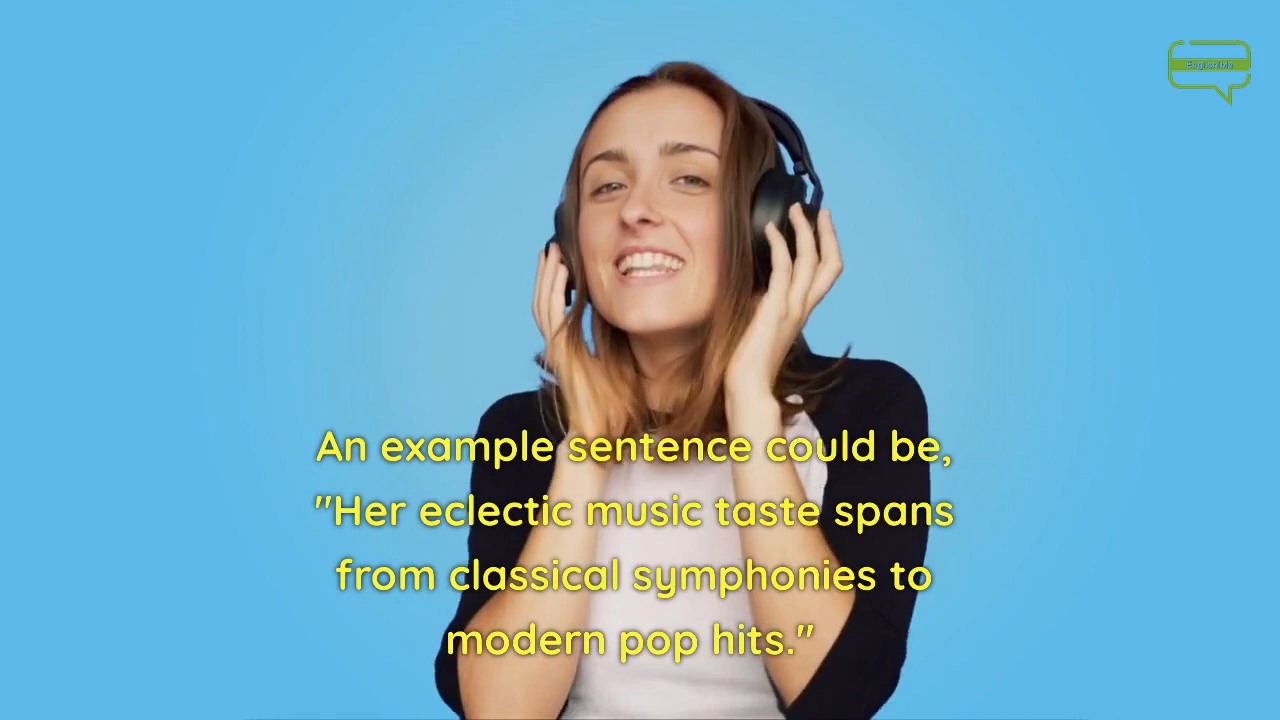 An example sentence could be,
"Her eclectic music taste spans
from classical symphonies to
modern pop hits."